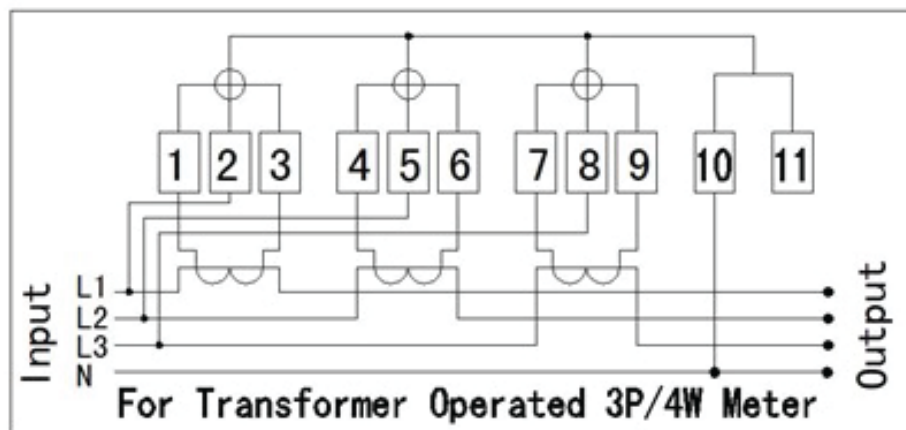 1 2 3 4 5 6 7 8 9 10 11
Input
L1
L2
L3
N
Output
For Transformer Operated 3P/4W Meter